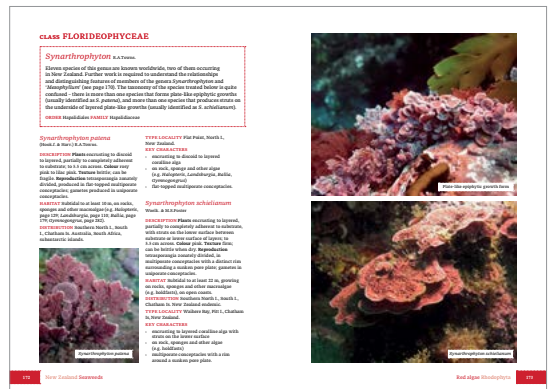 CLASS FLORIDEOPHYCEAE
Synarthrophyton R.A.Towns.
Eleven species of this genus are known worldwide, two of them occurring
in New Zealand. Further work is required to understand the relationships
and distinguishing features of members of the genera Synarthrophyton and
'Mesophyllum' (see page 170). The taxonomy of the species treated below is quite
confused – there is more than one species that forms plate-like epiphytic growths
(usually identified as S. patena), and more than one species that produces struts on
the underside of layered plate-like growths (usually identified as S. schielianum).
ORDER Hapalidiales FAMILY Hapalidiaceae
Synarthrophyton patena
(Hook.f. & Harv.) R.A.Towns.
DESCRIPTION Plants encrusting to discoid
to layered, partially to completely adherent to
substrate; to 5.5 cm across. Colour rosy
pink to lilac pink. Texture brittle; can be
fragile. Reproduction tetrasporangia zonately
divided, produced in flat-topped multiporate
conceptacles; gametes produced in uniporate
conceptacles.
HABITAT Subtidal to at least 10 m, on rocks,
sponges and other macroalgae (e.g. Halopteris,
page 129; Landsburgia, page 110; Ballia, page
179; Gymnogongrus, page 242).
DISTRIBUTION Southern North I., South
I., Chatham Is. Australia, South Africa,
subantarctic islands.
Synarthrophyton patena
TYPE LOCALITY Flat Point, North I.,
New Zealand.
KEY CHARACTERS
encrusting to discoid to layered
coralline alga
on rock, sponge and other algae
(e.g. Halopteris, Landsburgia, Ballia,
Gymnogongrus)
flat-topped multiporate conceptacles.
Synarthrophyton schielianum
Woelk. & M.S.Foster
DESCRIPTION Plants encrusting to layered,
partially to completely adherent to substrate,
with struts on the lower surface between
substrate or lower surface of layers; to
5.5 cm across. Colour pink. Texture firm;
can be brittle when dry. Reproduction
tetrasporangia zonately divided, in
multiporate conceptacles with a distinct rim
surrounding a sunken pore plate; gametes in
uniporate conceptacles.
HABITAT Subtidal to at least 22 m, growing
on rocks, sponges and other macroalgae
(e.g. holdfasts), on open coasts.
DISTRIBUTION Southern North I., South I.,
Chatham Is. New Zealand endemic.
TYPE LOCALITY Waihere Bay, Pitt I., Chatham
Is, New Zealand.
KEY CHARACTERS
encrusting to layered coralline alga with
struts on the lower surface
on rock, sponges and other algae
(e.g. holdfasts)
multiporate conceptacles with a rim
around a sunken pore plate.
Plate-like epiphytic growth form
Synarthrophyton schielianum
172 New Zealand Seaweeds
Red algae Rhodophyta 173